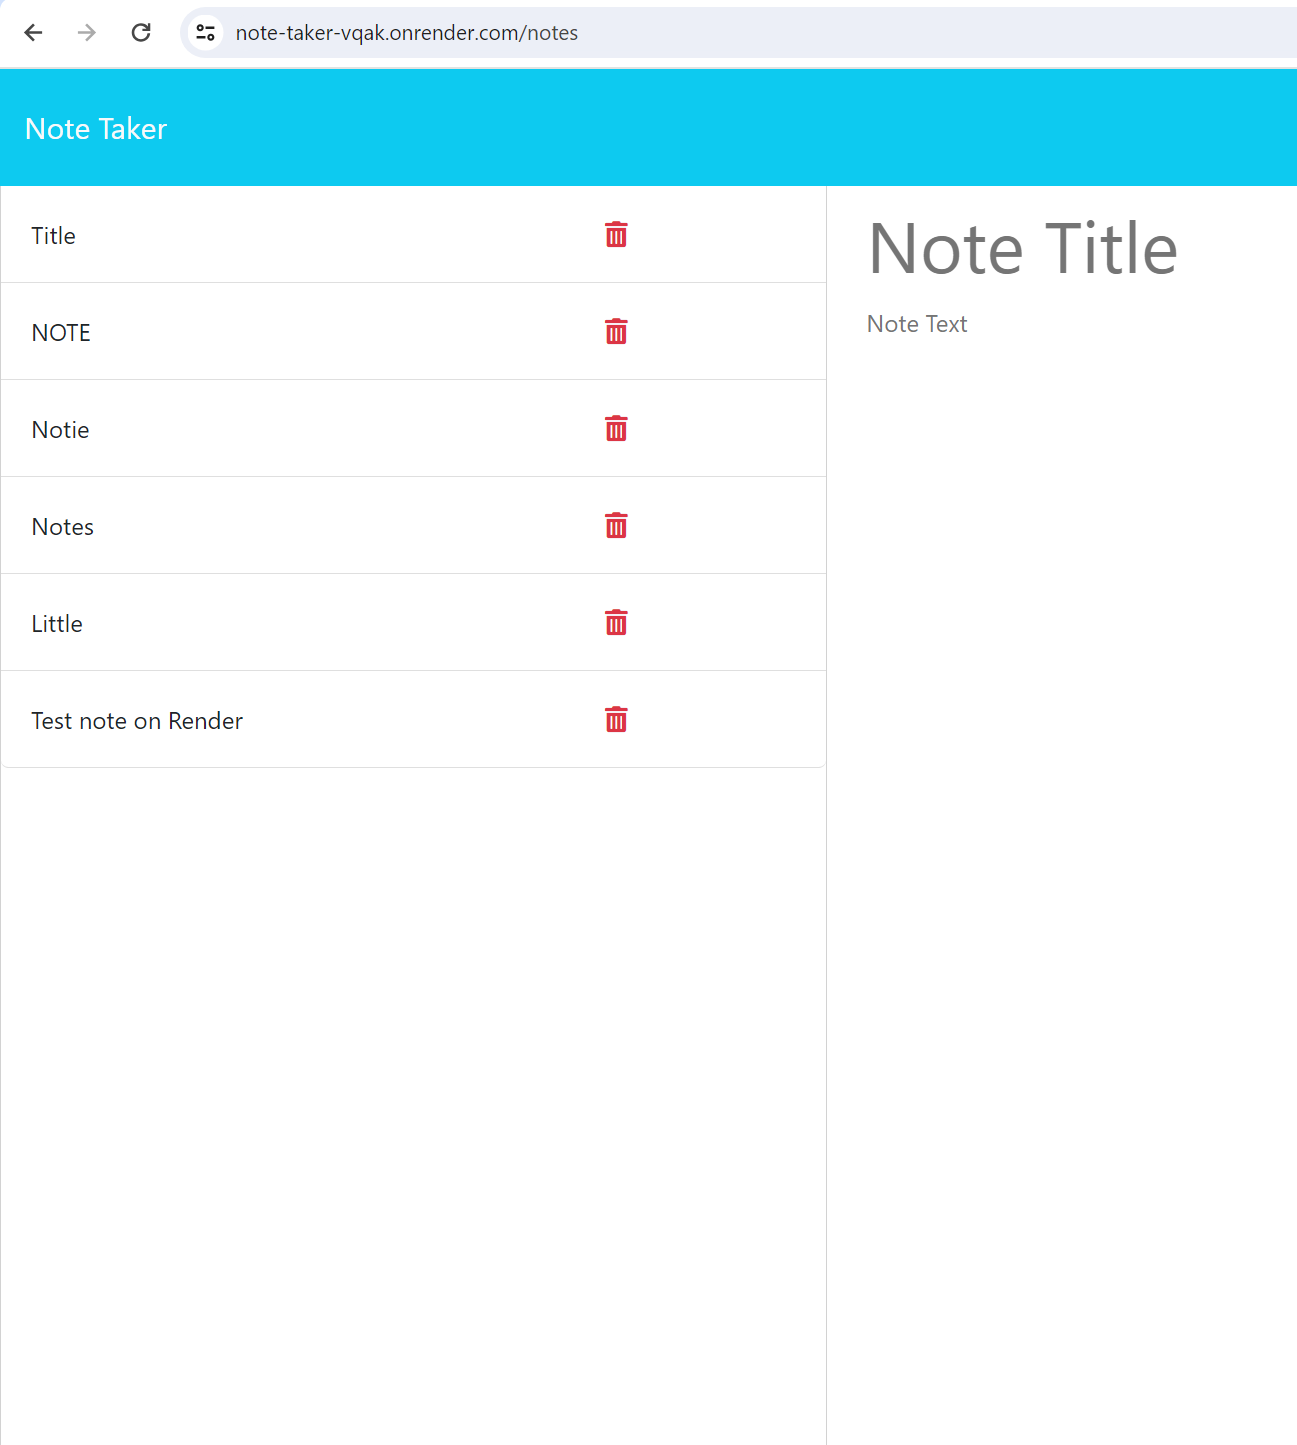 note-taker-vqak.onrender.com/notes
Note Taker
Title
NOTE
Notie
Notes
Little
Test note on Render
Note Title
Note Text